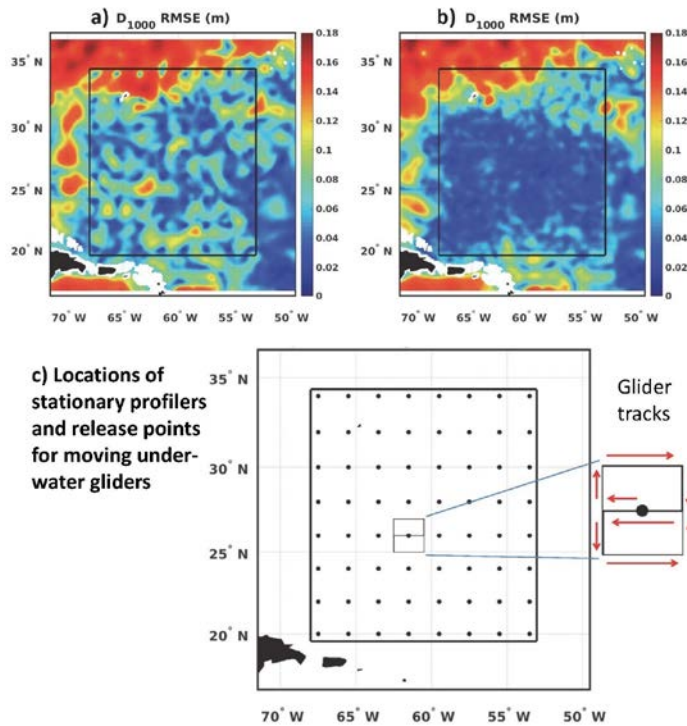 a) D1000 RMSE (m)
b) D1000 RMSE (m)
35° N
30° N
25° N
20° N
70° W 65° W 60° W 55° W 50° W
0.18
0.16
0.14
0.12
0.10
0.08
0.06
0.04
0.02
0
35° N
30° N
25° N
20° N
70° W 65° W 60° W 55° W 50° W
0.18
0.16
0.14
0.12
0.10
0.08
0.06
0.04
0.02
0
c) Locations of
stationary profilers
and release points
for moving under-
water gliders
35° N
30° N
25° N
20° N
70° W 65° W 60° W 55° W 50° W
Glider
tracks